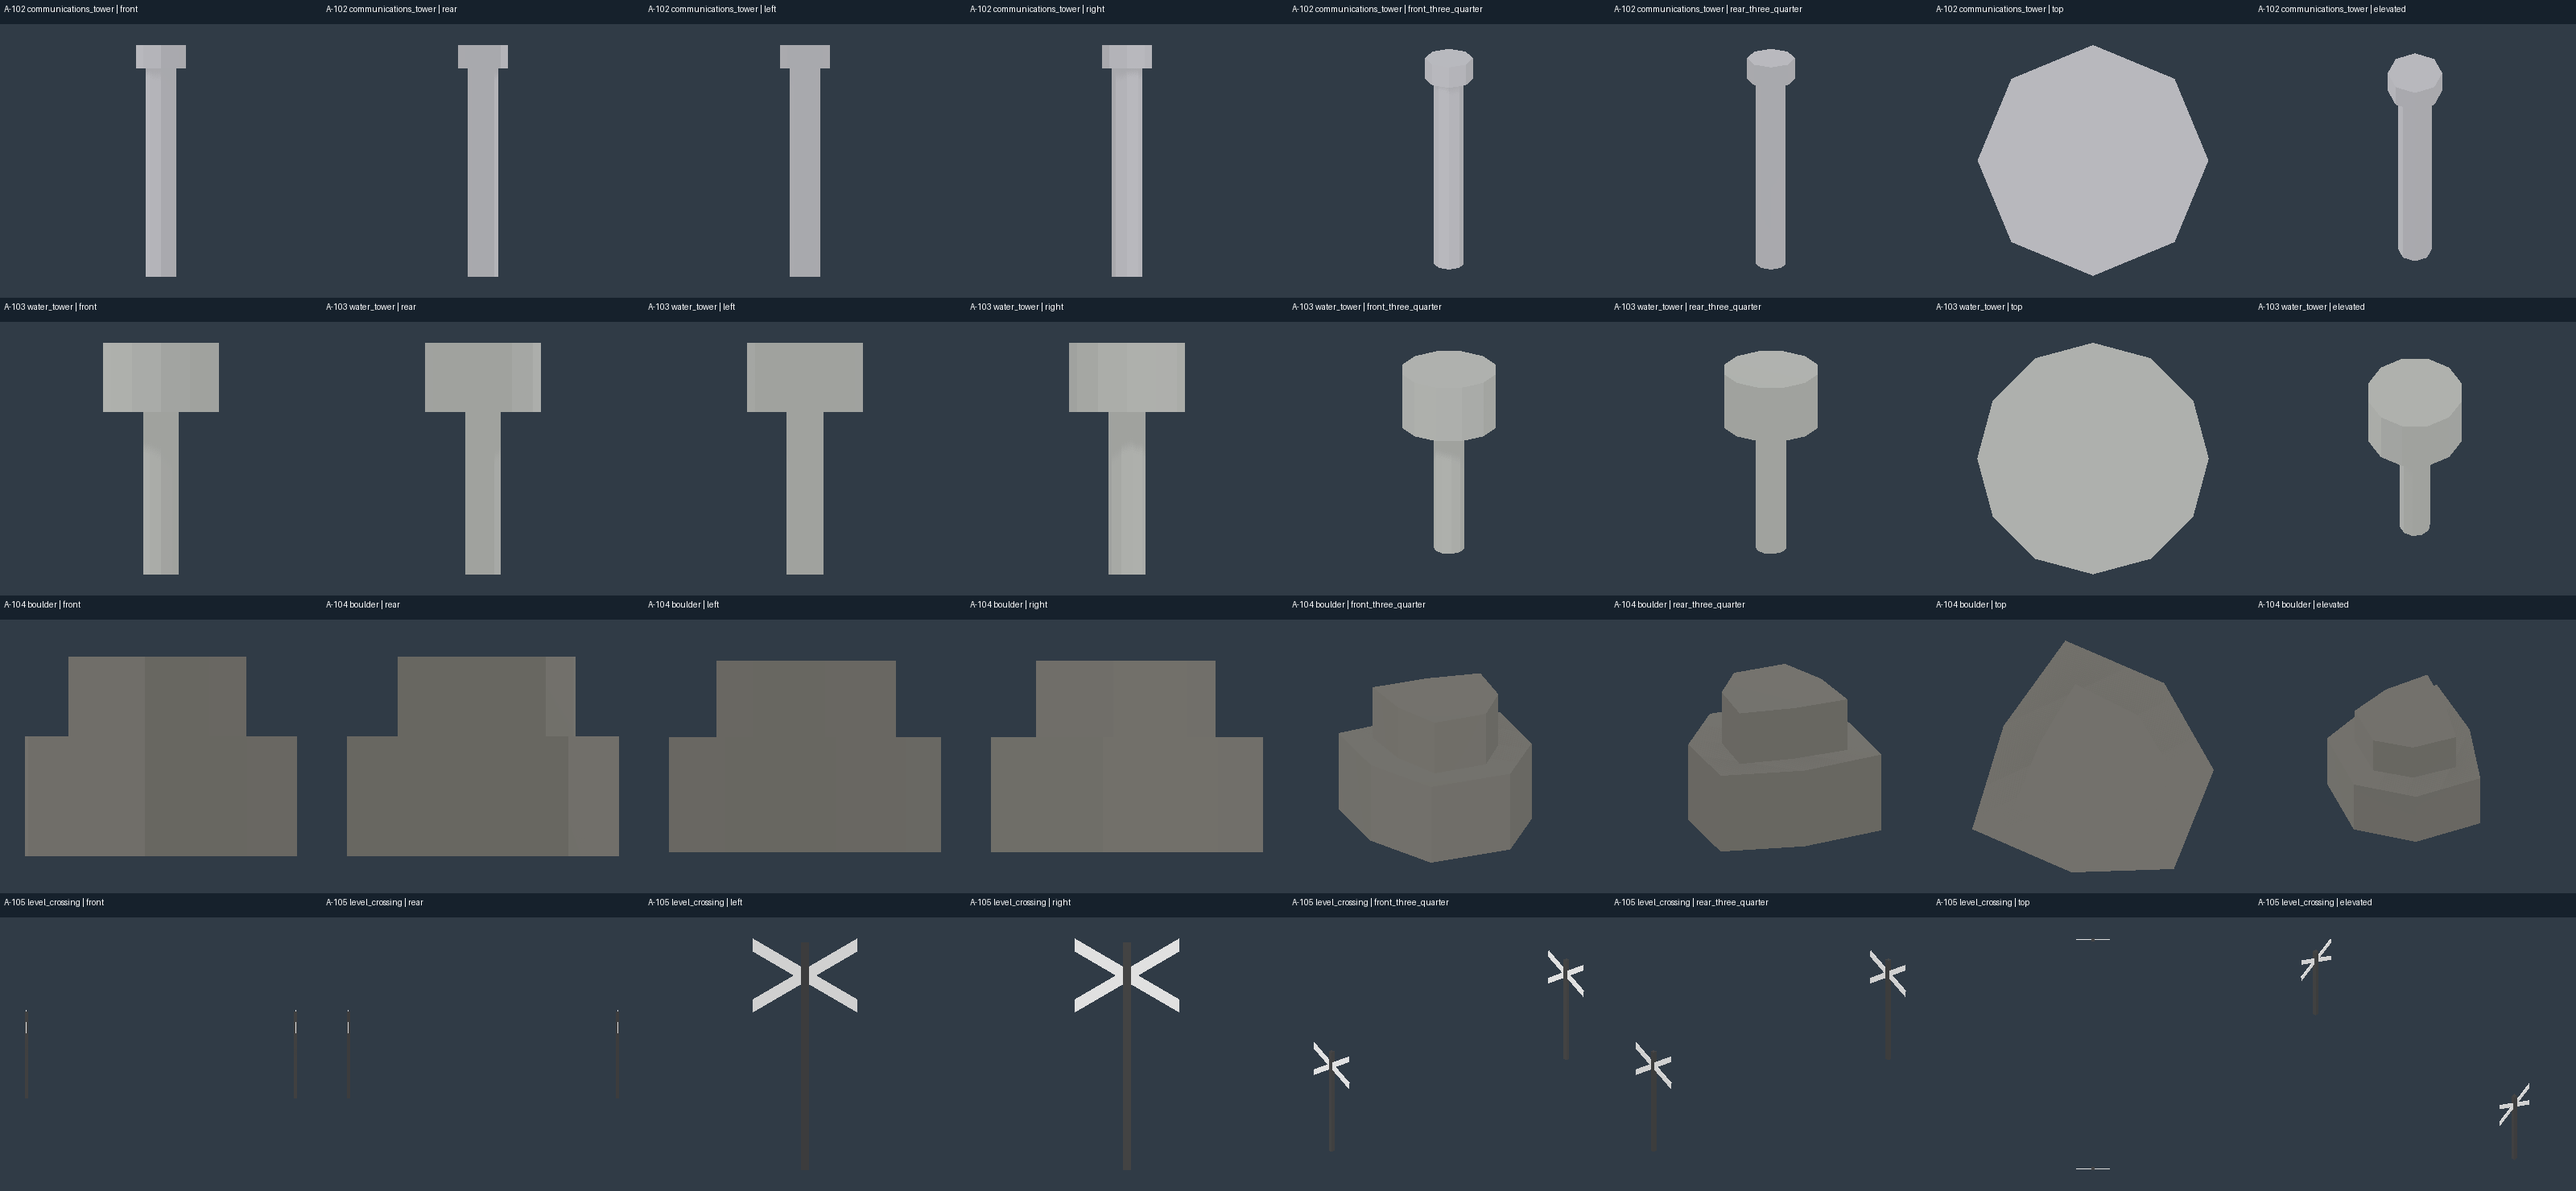 A-102 communications_tower | front
A-102 communications_tower | rear
A-102 communications_tower | left
A-102 communications_tower | right
A-102 communications_tower | front_three_quarter
A-102 communications_tower | rear_three_quarter
A-102 communications_tower | top
A-102 communications_tower | elevated
A-103 water_tower | front
A-103 water_tower | rear
A-103 water_tower | left
A-103 water_tower | right
A-103 water_tower | front_three_quarter
A-103 water_tower | rear_three_quarter
A-103 water_tower | top
A-103 water_tower | elevated
A-104 boulder | front
A-104 boulder | rear
A-104 boulder | left
A-104 boulder | right
A-104 boulder | front_three_quarter
A-104 boulder | rear_three_quarter
A-104 boulder | top
A-104 boulder | elevated
A-105 level_crossing | front
A-105 level_crossing | rear
A-105 level_crossing | left
A-105 level_crossing | right
A-105 level_crossing | front_three_quarter
A-105 level_crossing | rear_three_quarter
A-105 level_crossing | top
A-105 level_crossing | elevated